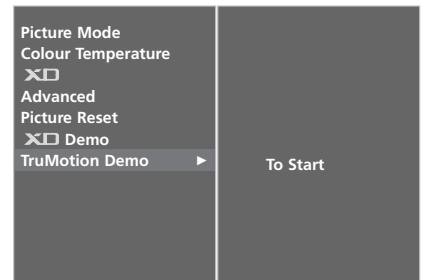 Picture Mode
Colour Temperature
XD
Advanced
Picture Reset
XD Demo
TruMotion Demo ►
To Start